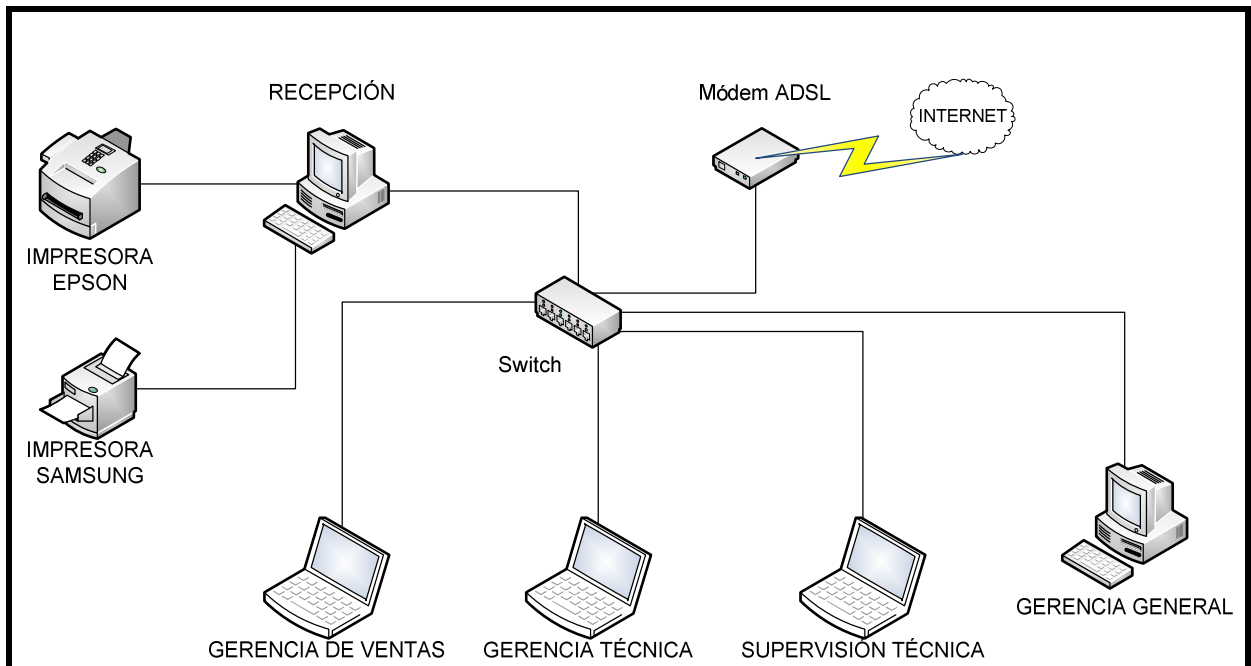 RECEPCIÓN
Módem ADSL
INTERNET
IMPRESORA
EPSON
Switch
IMPRESORA
SAMSUNG
GERENCIA GENERAL
GERENCIA DE VENTAS
GERENCIA TÉCNICA
SUPERVISIÓN TÉCNICA